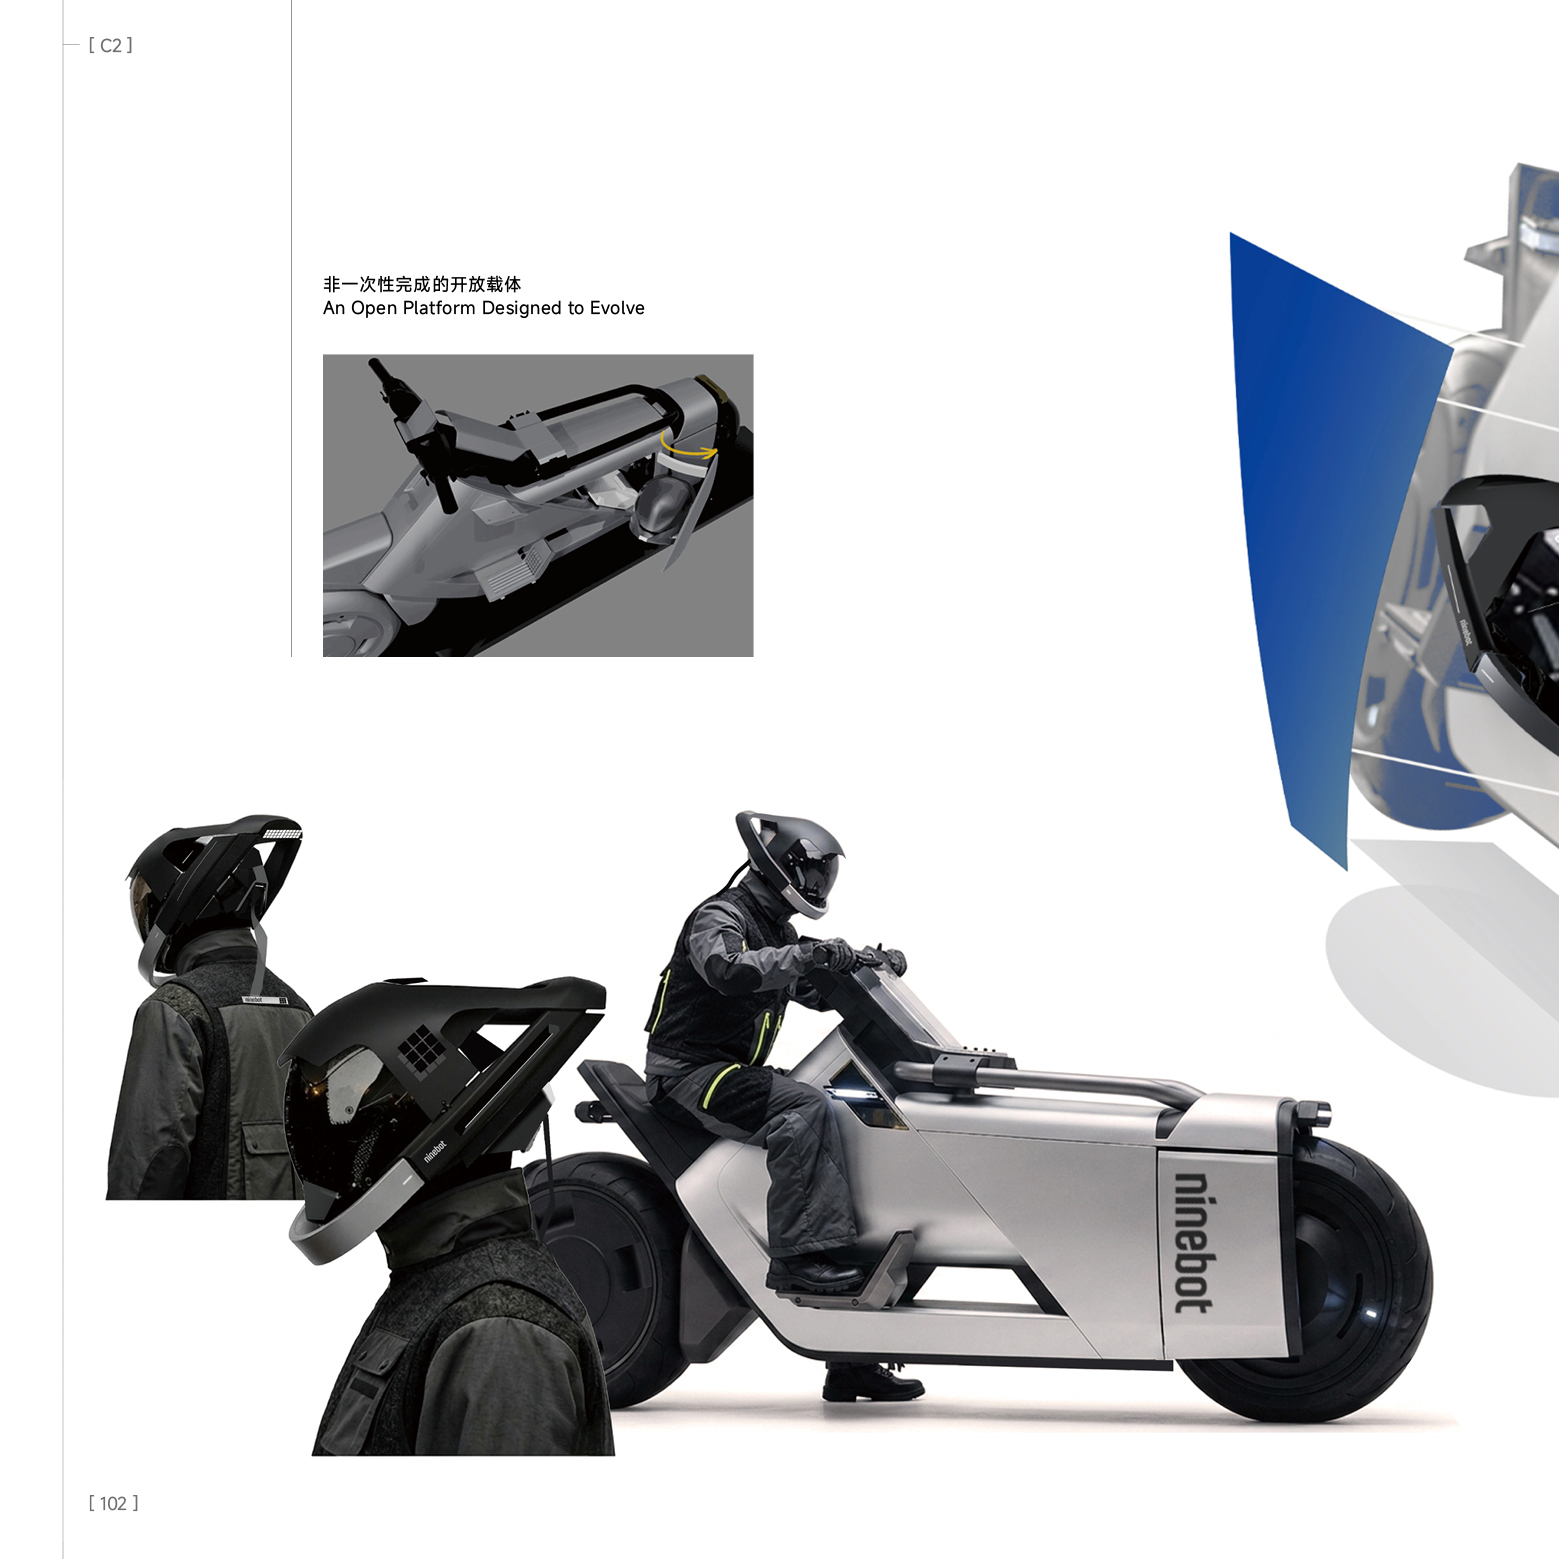 [ C2 ]
非一次性完成的开放载体
An Open Platform Designed to Evolve
ninebot
ninebot
ninebot
ninebot
[ 102 ]